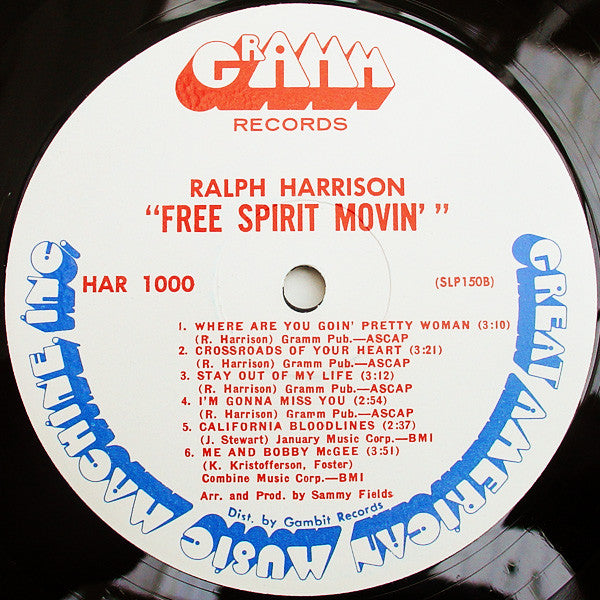 GRAMM
RECORDS
RALPH HARRISON
"FREE SPIRIT MOVIN' "
HAR 1000
(SLP150B)
1. WHERE ARE YOU GOIN' PRETTY WOMAN (3:10)
(R. Harrison) Gramm Pub.—ASCAP
2. CROSSROADS OF YOUR HEART (3:21)
(R. Harrison) Gramm Pub.—ASCAP
3. STAY OUT OF MY LIFE (3:12)
(R. Harrison) Gramm Pub.—ASCAP
4. I'M GONNA MISS YOU (2:54)
(R. Harrison) Gramm Pub.—ASCAP
5. CALIFORNIA BLOODLINES (2:37)
(J. Stewart) January Music Corp.—BMI
6. ME AND BOBBY McGEE (3:51)
(K. Kristofferson, Foster)
Combine Music Corp.—BMI
Arr. and Prod. by Sammy Fields
Dist. by Gambit Records
GREAT AMERICAN MUSIC MACHINE, INC.